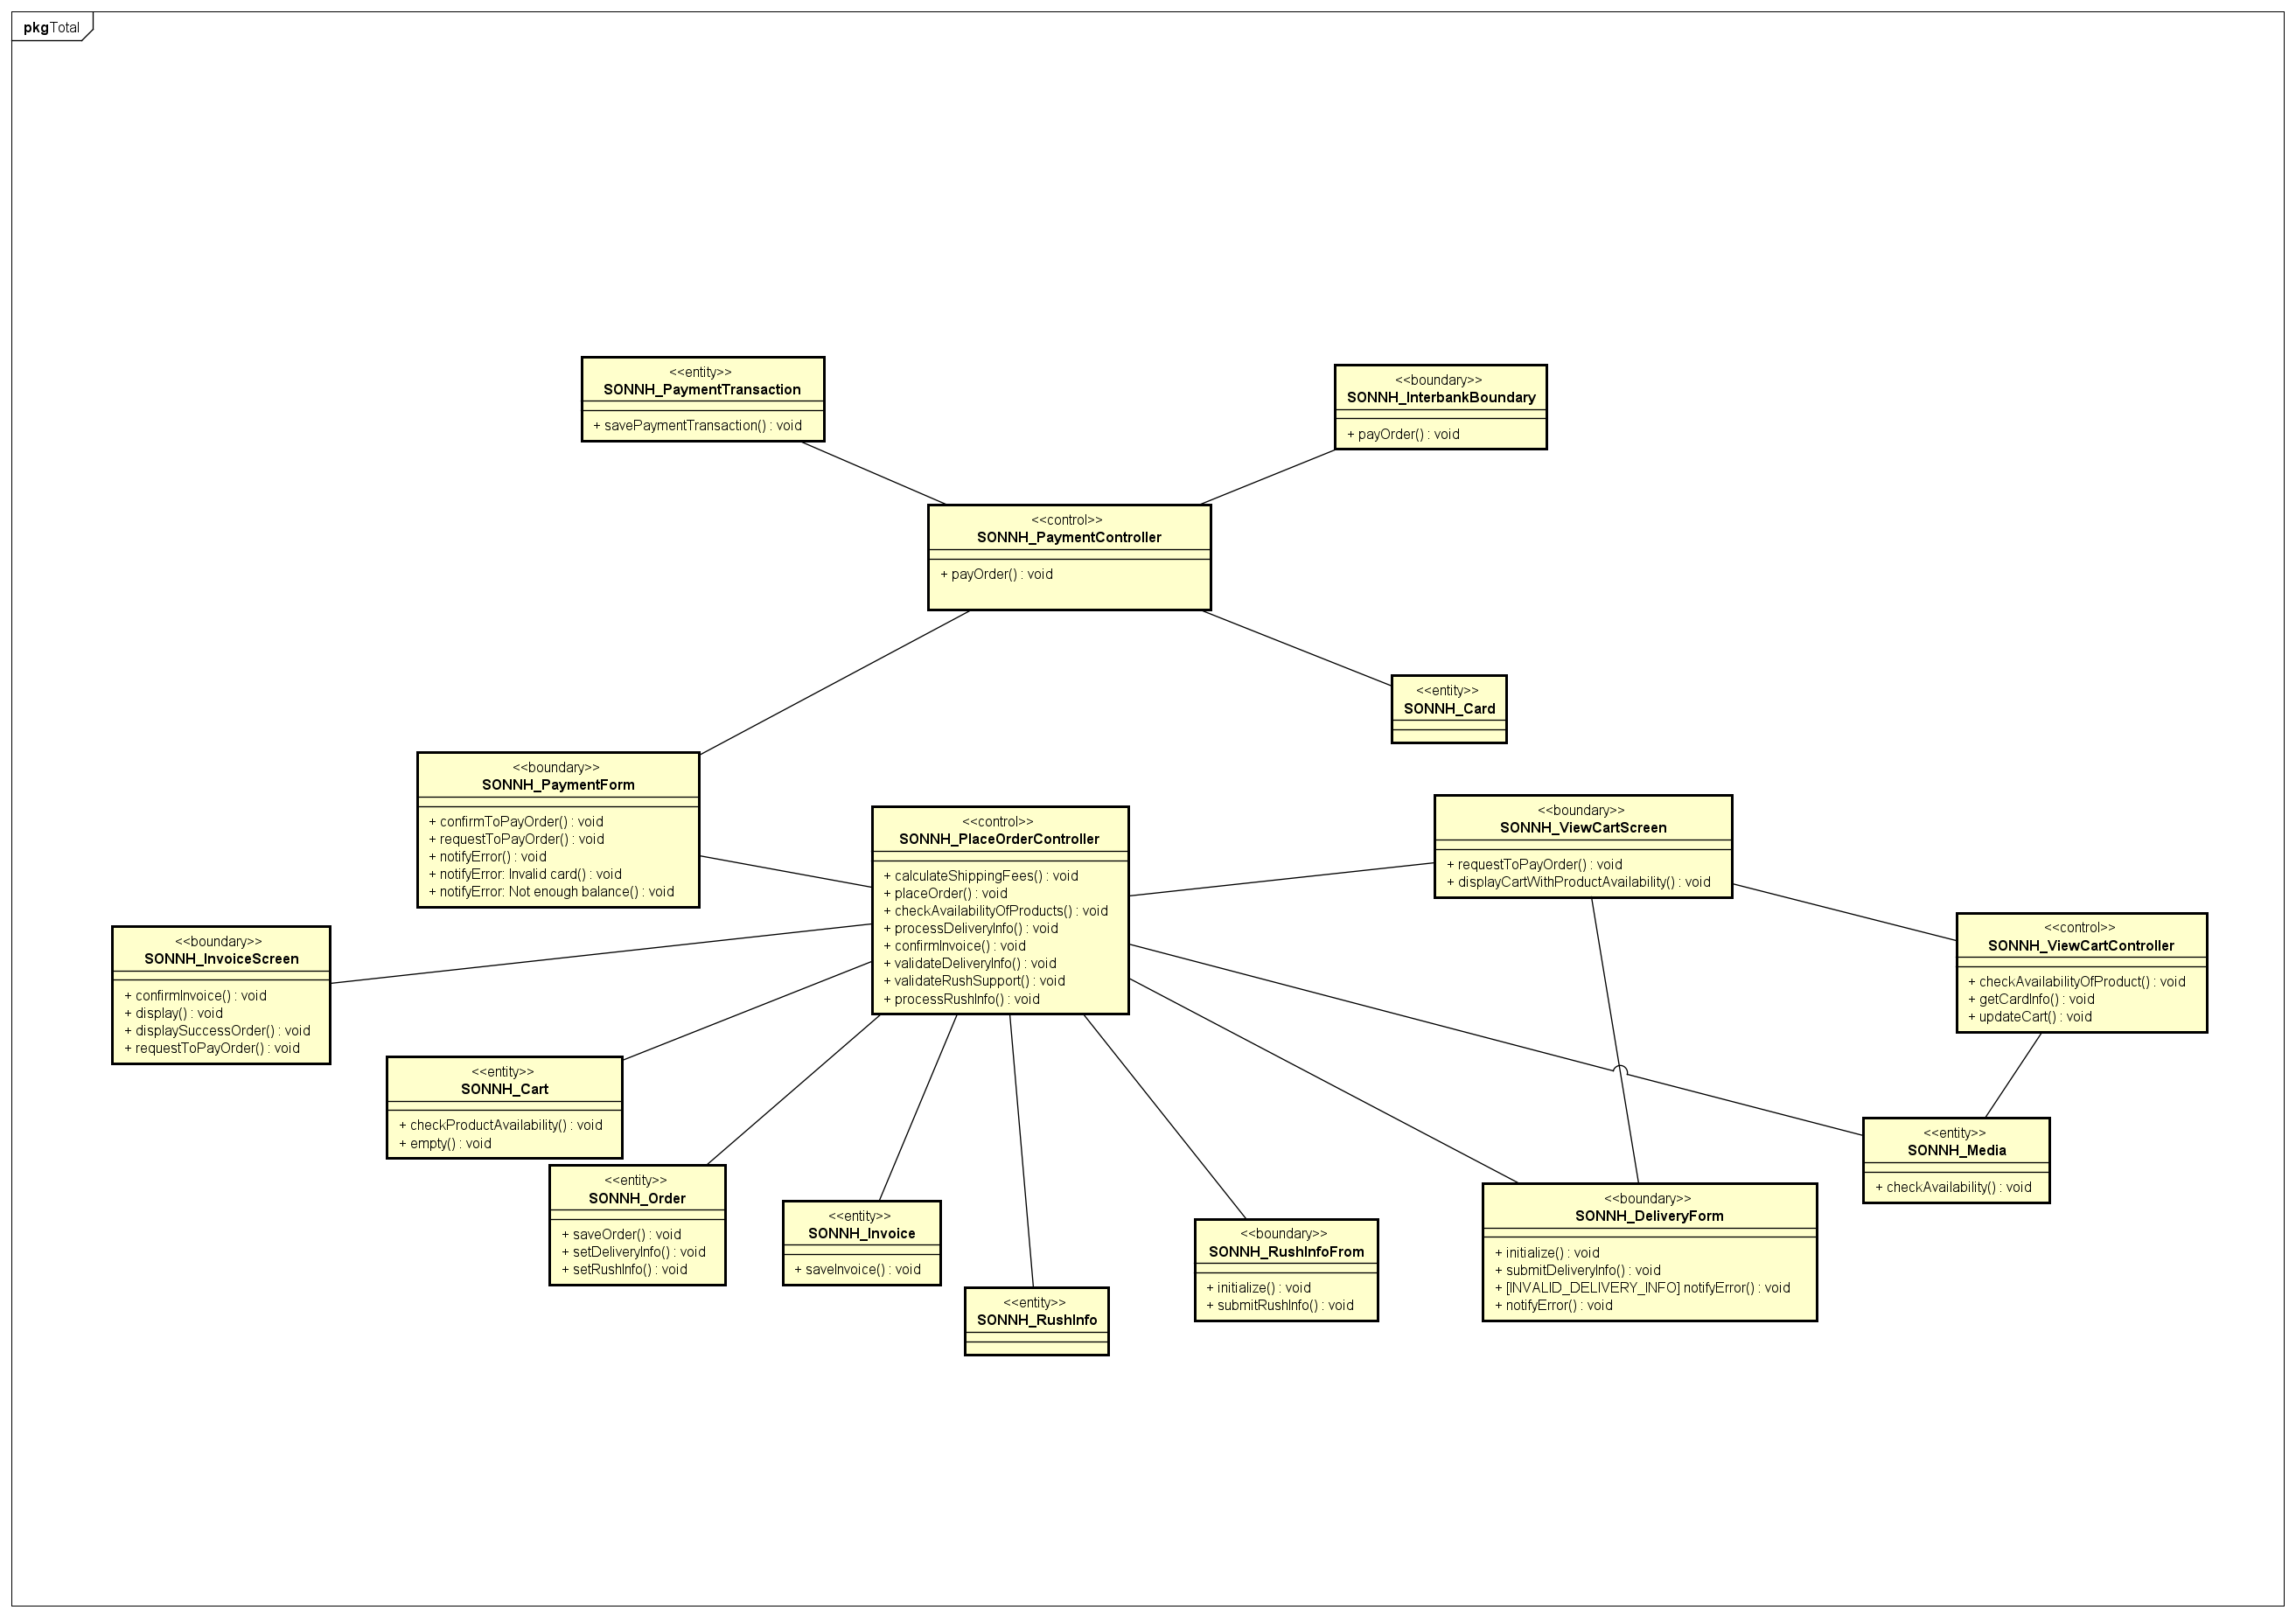 pkg Total
<<entity>>
SONNH_PaymentTransaction
+ savePaymentTransaction() : void
<<boundary>>
SONNH_InterbankBoundary
+ payOrder() : void
<<control>>
SONNH_PaymentController
+ payOrder() : void
<<entity>>
SONNH_Card
<<boundary>>
SONNH_PaymentForm
+ confirmToPayOrder() : void
+ requestToPayOrder() : void
+ notifyError() : void
+ notifyError: Invalid card() : void
+ notifyError: Not enough balance() : void
<<control>>
SONNH_PlaceOrderController
+ calculateShippingFees() : void
+ placeOrder() : void
+ checkAvailabilityOfProducts() : void
+ processDeliveryInfo() : void
+ confirmInvoice() : void
+ validateDeliveryInfo() : void
+ validateRushSupport() : void
+ processRushInfo() : void
<<boundary>>
SONNH_ViewCartScreen
+ requestToPayOrder() : void
+ displayCartWithProductAvailability() : void
<<control>>
SONNH_ViewCartController
+ checkAvailabilityOfProduct() : void
+ getCardInfo() : void
+ updateCart() : void
<<boundary>>
SONNH_InvoiceScreen
+ confirmInvoice() : void
+ display() : void
+ displaySuccessOrder() : void
+ requestToPayOrder() : void
<<entity>>
SONNH_Cart
+ checkProductAvailability() : void
+ empty() : void
<<entity>>
SONNH_Order
+ saveOrder() : void
+ setDeliveryInfo() : void
+ setRushInfo() : void
<<entity>>
SONNH_Invoice
+ saveInvoice() : void
<<entity>>
SONNH_RushInfo
<<boundary>>
SONNH_RushInfoFrom
+ initialize() : void
+ submitRushInfo() : void
<<boundary>>
SONNH_DeliveryForm
+ initialize() : void
+ submitDeliveryInfo() : void
+ [INVALID_DELIVERY_INFO] notifyError() : void
+ notifyError() : void
<<entity>>
SONNH_Media
+ checkAvailability() : void